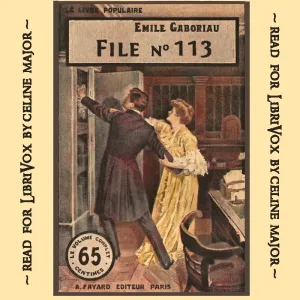 ~ READ FOR LIBRIVOX BY CELINE MAJOR ~
LE LIVRE POPULAIRE
EMILE GABORIAU
FILE Nº 113
LE VOLUME COMPLET
65
CENTIMES
A. FAYARD EDITEUR PARIS
~ READ FOR LIBRIVOX BY CELINE MAJOR ~